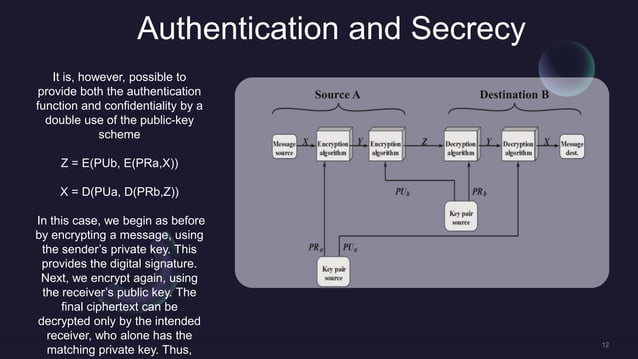 Authentication and Secrecy
It is, however, possible to
provide both the authentication
function and confidentiality by a
double use of the public-key
scheme
Z = E(PUb, E(PRa,X))
X = D(PUa, D(PRb,Z))
In this case, we begin as before
by encrypting a message, using
the sender's private key. This
provides the digital signature.
Next, we encrypt again, using
the receiver's public key. The
final ciphertext can be
decrypted only by the intended
receiver, who alone has the
matching private key. Thus,
Source A
Destination B
Message
source
X
Encryption
algorithm
Y
Encryption
algorithm
Z
Decryption
algorithm
Y
Decryption
algorithm
X
Message
dest.
PUb
PRb
Key pair
source
PRa
PUa
Key pair
source
12